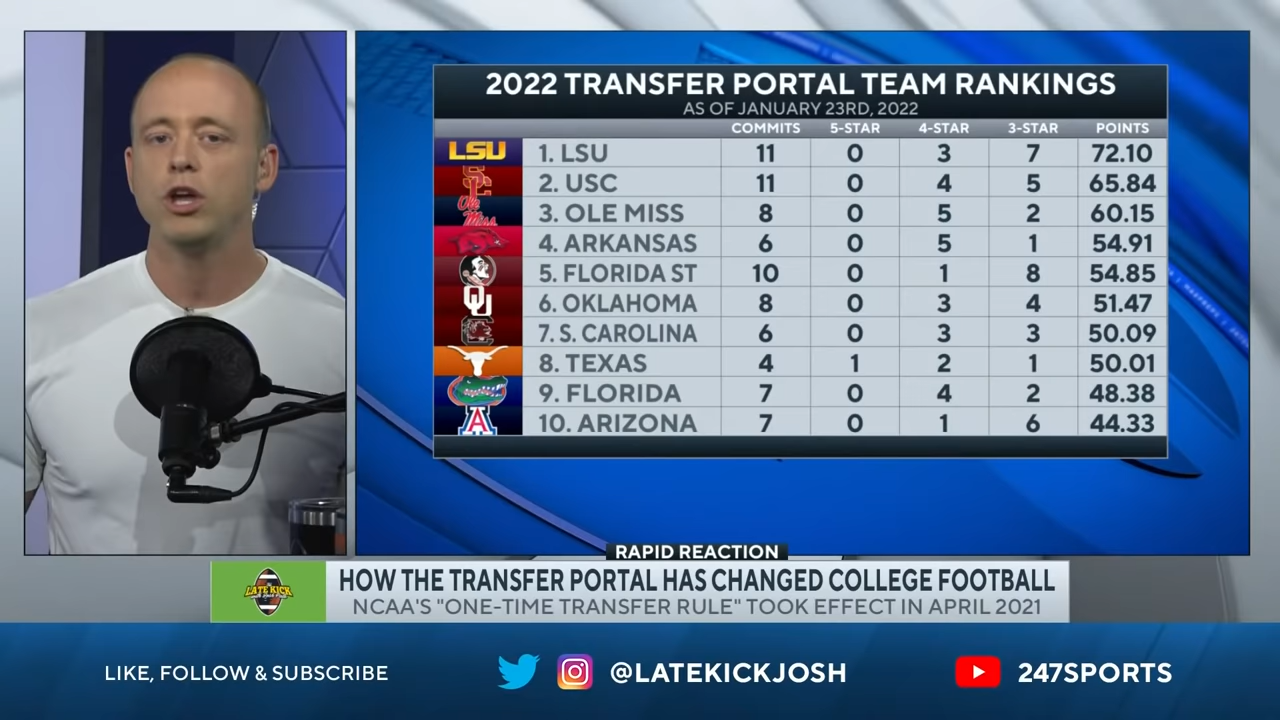 2022 TRANSFER PORTAL TEAM RANKINGS
AS OF JANUARY 23RD, 2022
COMMITS 5-STAR 4-STAR 3-STAR POINTS
LSU 1. LSU 11 0 3 7 72.10
SC 2. USC 11 0 4 5 65.84
Ole Miss 3. OLE MISS 8 0 5 2 60.15
4. ARKANSAS 6 0 5 1 54.91
5. FLORIDA ST 10 0 1 8 54.85
OU 6. OKLAHOMA 8 0 3 4 51.47
C 7. S. CAROLINA 6 0 3 3 50.09
8. TEXAS 4 1 2 1 50.01
9. FLORIDA 7 0 4 2 48.38
A 10. ARIZONA 7 0 1 6 44.33
RAPID REACTION
LATE KICK
HOW THE TRANSFER PORTAL HAS CHANGED COLLEGE FOOTBALL
NCAA'S "ONE-TIME TRANSFER RULE" TOOK EFFECT IN APRIL 2021
LIKE, FOLLOW & SUBSCRIBE @LATEKICKJOSH 247SPORTS